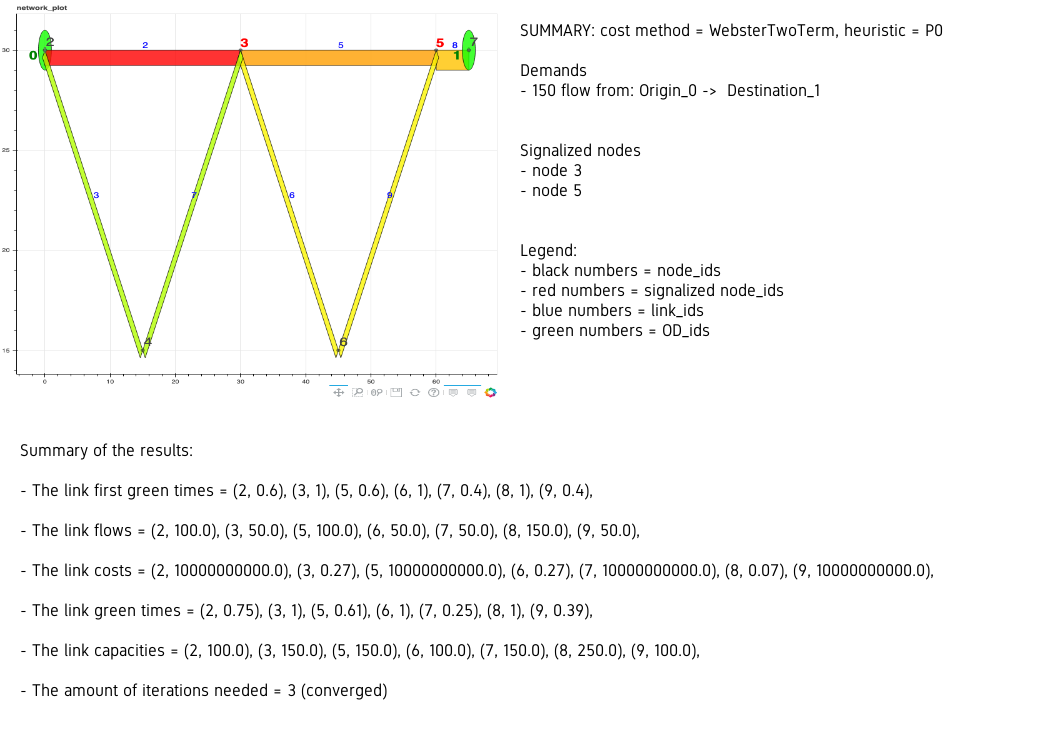 network_plot
2
2
3
5
5
8
7
0
1
30
25
3
7
6
9
20
4
6
15
0
10
20
30
40
50
60
SUMMARY: cost method = WebsterTwoTerm, heuristic = P0
Demands
- 150 flow from: Origin_0 -> Destination_1
Signalized nodes
- node 3
- node 5
Legend:
- black numbers = node_ids
- red numbers = signalized node_ids
- blue numbers = link_ids
- green numbers = OD_ids
Summary of the results:
- The link first green times = (2, 0.6), (3, 1), (5, 0.6), (6, 1), (7, 0.4), (8, 1), (9, 0.4),
- The link flows = (2, 100.0), (3, 50.0), (5, 100.0), (6, 50.0), (7, 50.0), (8, 150.0), (9, 50.0),
- The link costs = (2, 10000000000.0), (3, 0.27), (5, 10000000000.0), (6, 0.27), (7, 10000000000.0), (8, 0.07), (9, 10000000000.0),
- The link green times = (2, 0.75), (3, 1), (5, 0.61), (6, 1), (7, 0.25), (8, 1), (9, 0.39),
- The link capacities = (2, 100.0), (3, 150.0), (5, 150.0), (6, 100.0), (7, 150.0), (8, 250.0), (9, 100.0),
- The amount of iterations needed = 3 (converged)